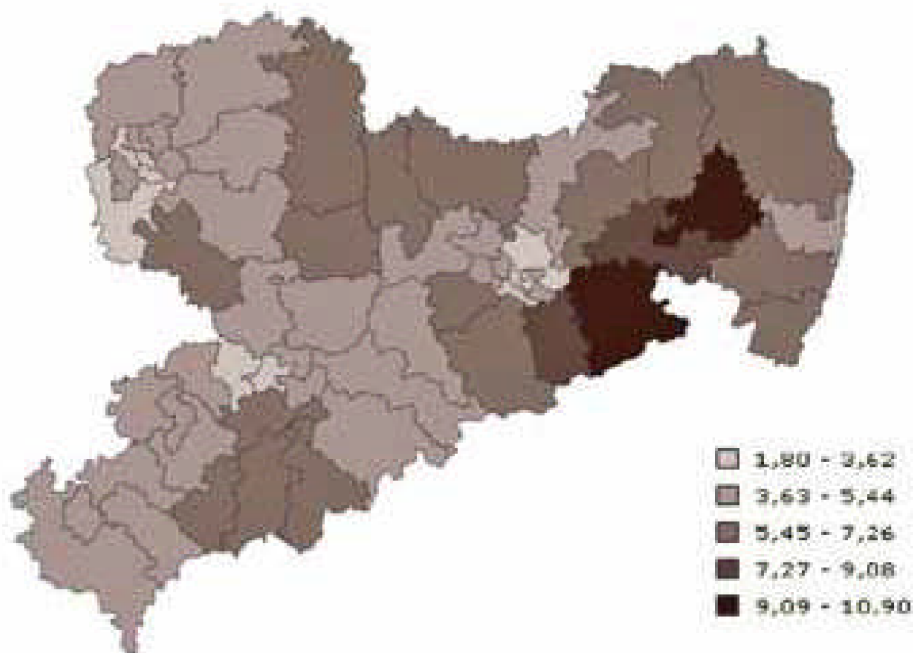 1,80 - 3,62
3,63 - 5,44
5,45 - 7,26
7,27 - 9,08
9,09 - 10,90